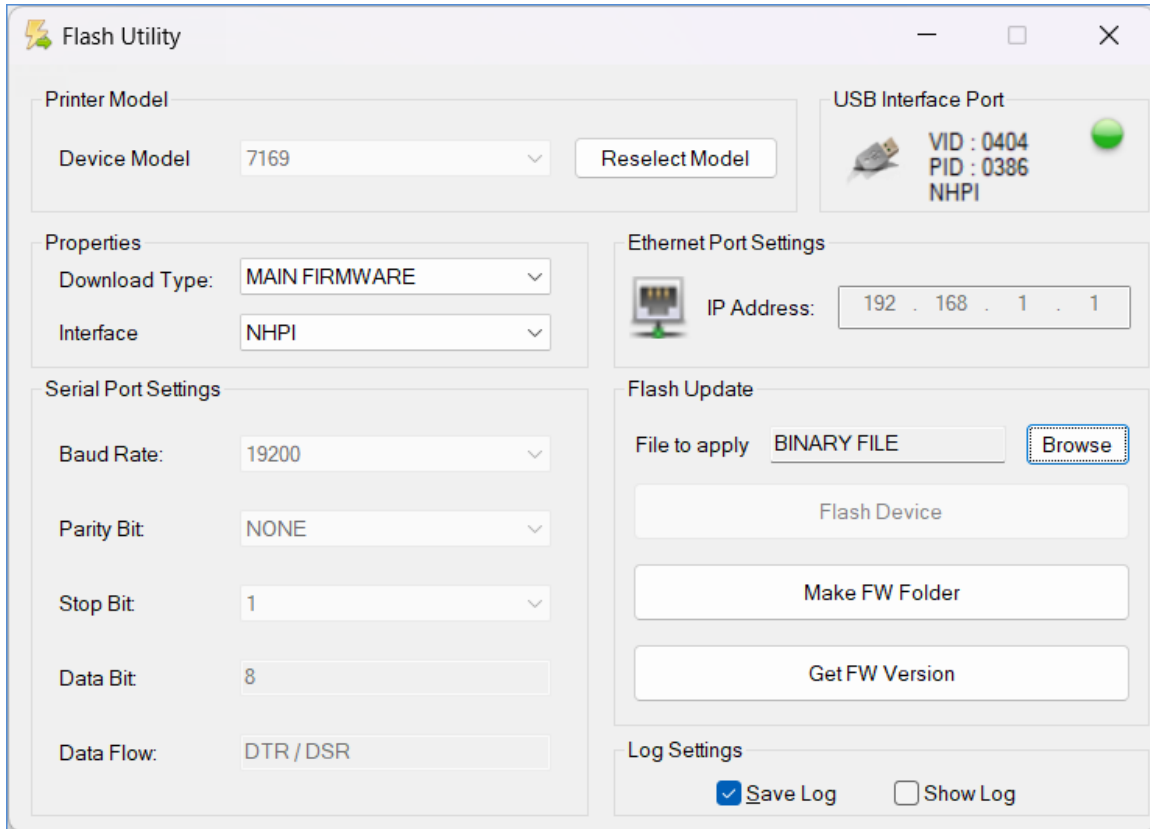 Flash Utility
Printer Model
Device Model 7169 Reselect Model
USB Interface Port
VID : 0404
PID : 0386
NHPI
Properties
Download Type: MAIN FIRMWARE
Interface NHPI
Ethernet Port Settings
IP Address: 192 . 168 . 1 . 1
Serial Port Settings
Baud Rate: 19200
Parity Bit: NONE
Stop Bit: 1
Data Bit: 8
Data Flow: DTR / DSR
Flash Update
File to apply BINARY FILE Browse
Flash Device
Make FW Folder
Get FW Version
Log Settings
Save Log Show Log